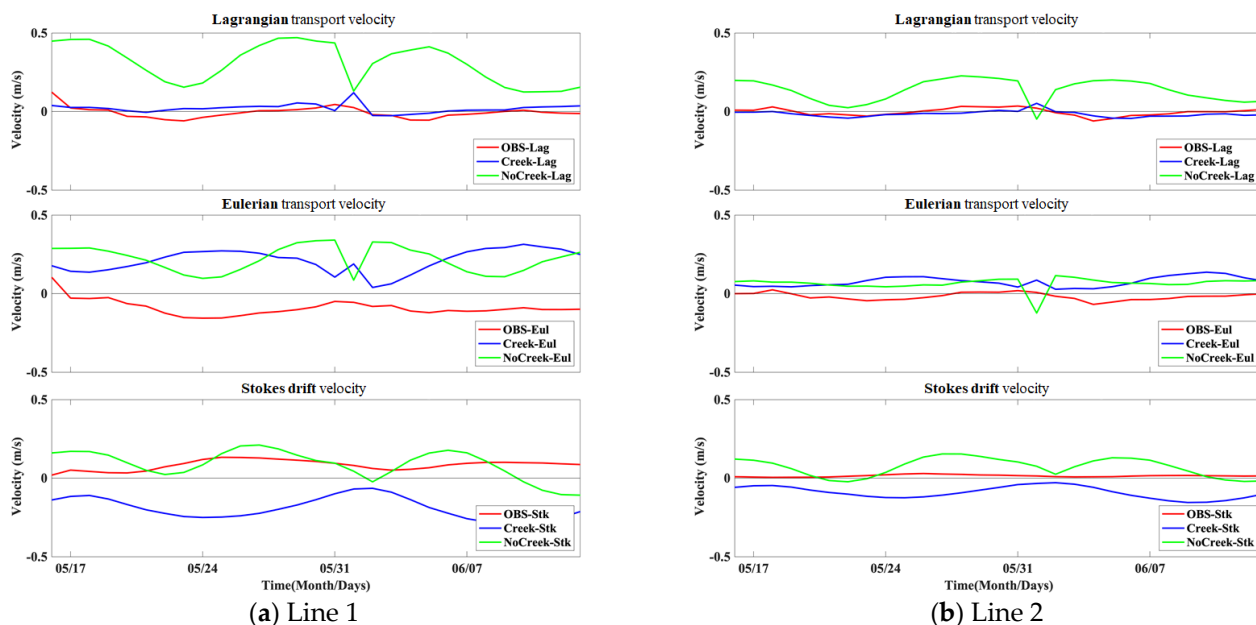 Lagrangian transport velocity
0.5
0
-0.5
Velocity (m/s)
OBS-Lag
Creek-Lag
NoCreek-Lag
Eulerian transport velocity
0.5
0
-0.5
Velocity (m/s)
OBS-Eul
Creek-Eul
NoCreek-Eul
Stokes drift velocity
0.5
0
-0.5
Velocity (m/s)
OBS-Stk
Creek-Stk
NoCreek-Stk
05/17 05/24 05/31 06/07
Time(Month/Days)
(a) Line 1
Lagrangian transport velocity
0.5
0
-0.5
Velocity (m/s)
OBS-Lag
Creek-Lag
NoCreek-Lag
Eulerian transport velocity
0.5
0
-0.5
Velocity (m/s)
OBS-Eul
Creek-Eul
NoCreek-Eul
Stokes drift velocity
0.5
0
-0.5
Velocity (m/s)
OBS-Stk
Creek-Stk
NoCreek-Stk
05/17 05/24 05/31 06/07
Time(Month/Days)
(b) Line 2